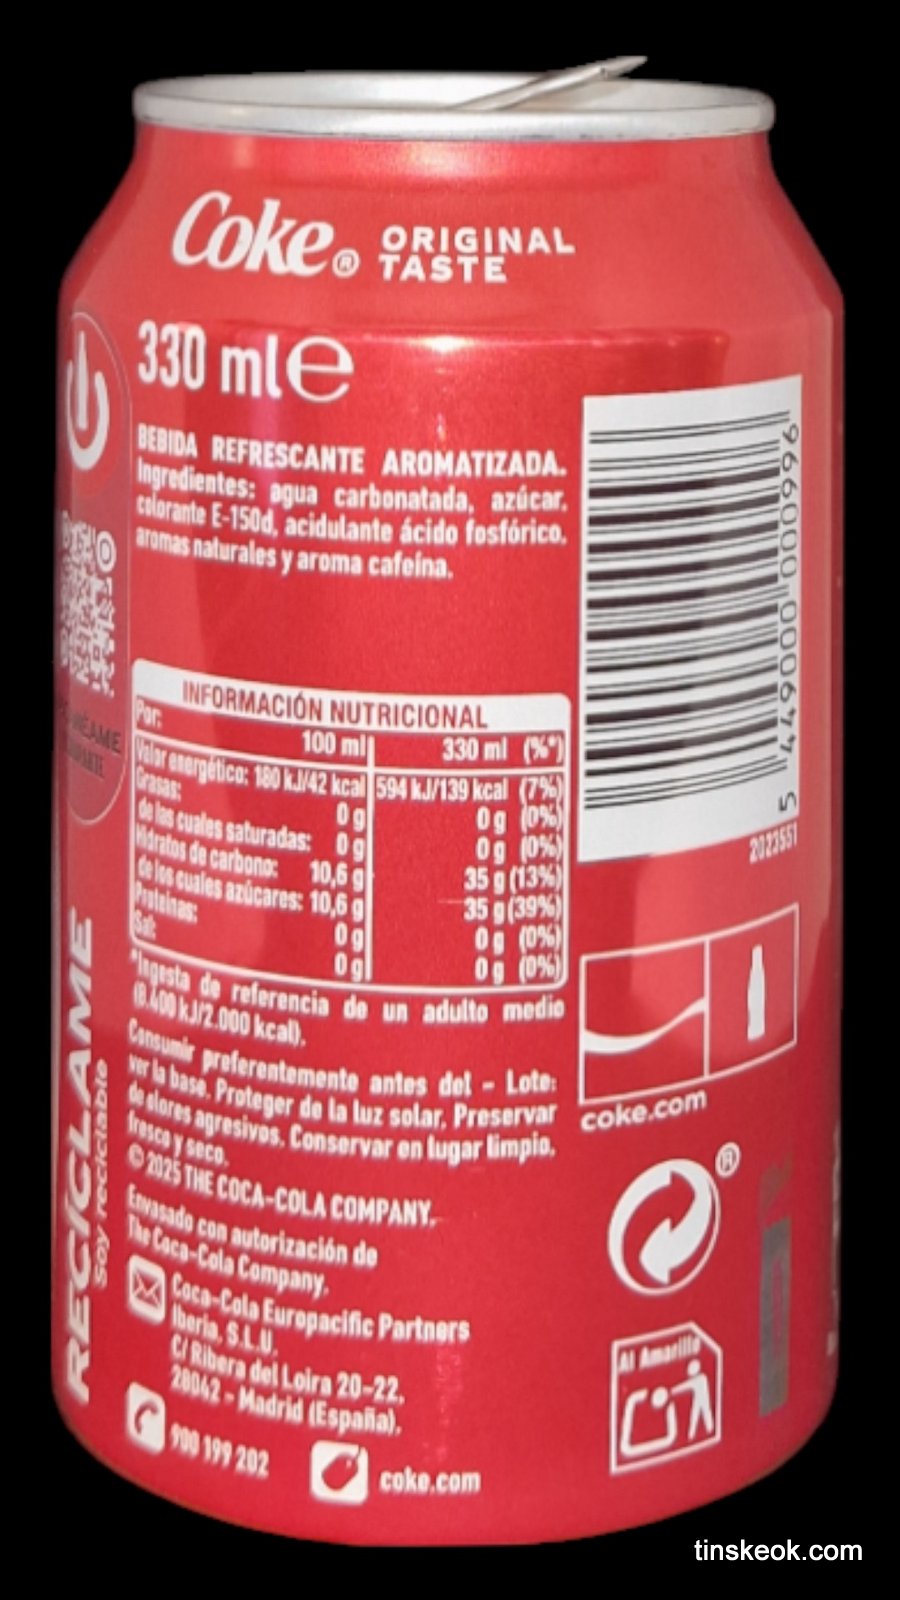 Coke® ORIGINAL
TASTE
330 ml℮
BEBIDA REFRESCANTE AROMATIZADA.
Ingredientes: agua carbonatada, azúcar,
colorante E-150d, acidulante ácido fosfórico,
aromas naturales y aroma cafeína.
INFORMACIÓN NUTRICIONAL
Por: 100 ml 330 ml (%*)
Valor energético: 180 kJ/42 kcal 594 kJ/139 kcal (7%)
Grasas: 0 g 0 g (0%)
de las cuales saturadas: 0 g 0 g (0%)
Hidratos de carbono: 10,6 g 35 g (13%)
de los cuales azúcares: 10,6 g 35 g (39%)
Proteínas: 0 g 0 g (0%)
Sal: 0 g 0 g (0%)
*Ingesta de referencia de un adulto medio
(8.400 kJ/2.000 kcal).
Consumir preferentemente antes del - Lote:
ver la base. Proteger de la luz solar. Preservar
de olores agresivos. Conservar en lugar limpio,
fresco y seco.
© 2025 THE COCA-COLA COMPANY.
Envasado con autorización de
The Coca-Cola Company.
Coca-Cola Europacific Partners
Iberia, S.L.U.
C/ Ribera del Loira 20-22.
28042 - Madrid (España).
900 199 202
coke.com
RECÍCLAME
Soy reciclable
5 449000 000996
2023551
coke.com
®
Al Amarillo
tinskeok.com